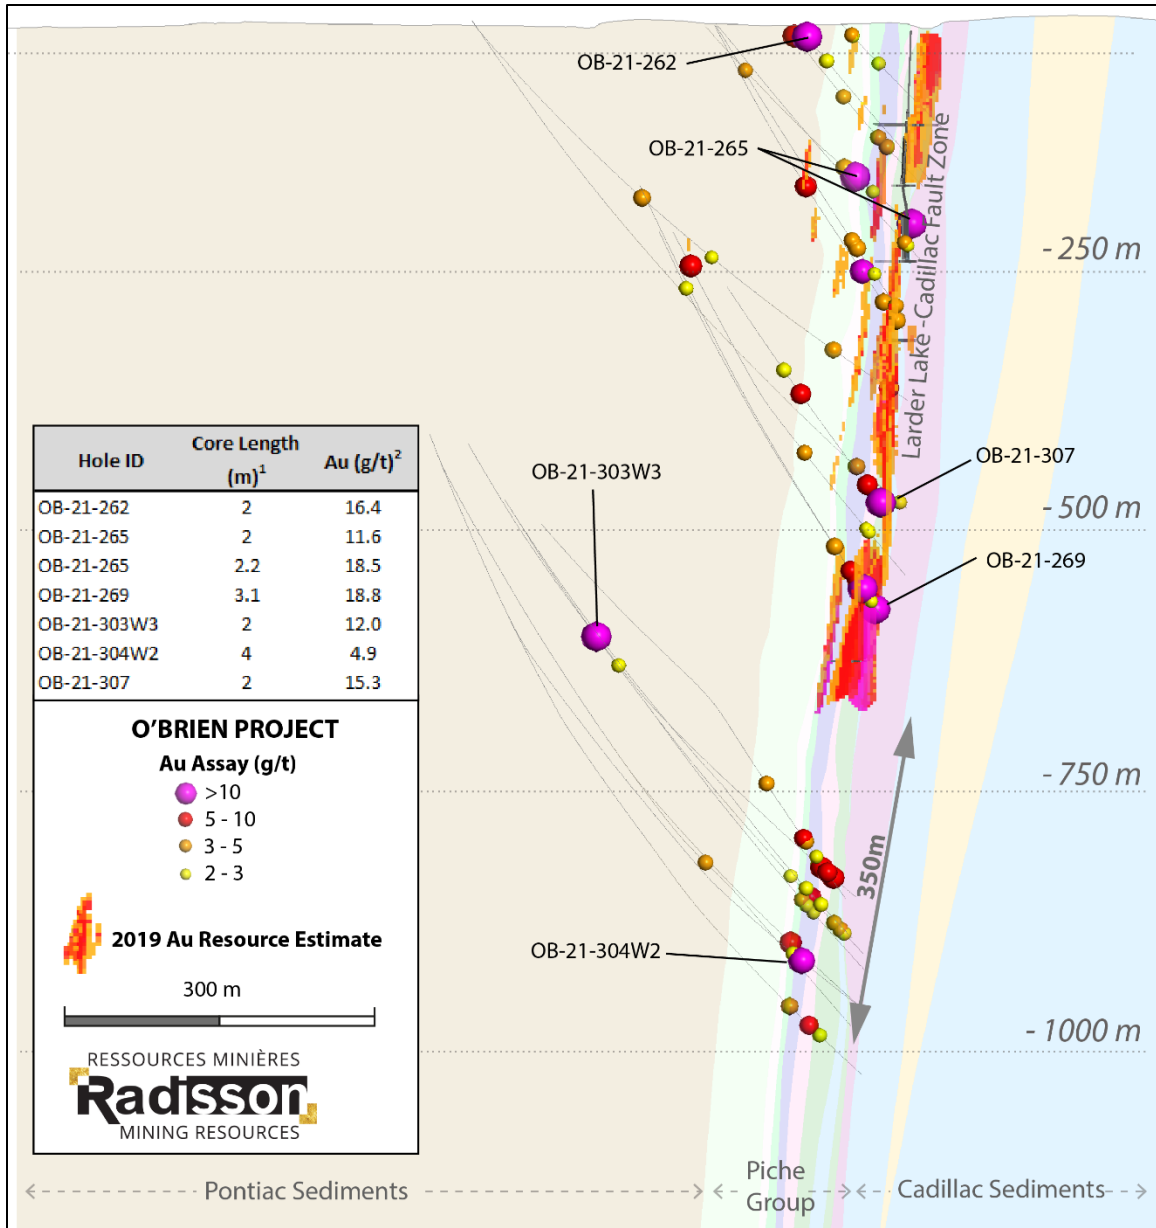 OB-21-262
OB-21-265
Larder Lake -Cadillac Fault Zone
- 250 m
Hole ID Core Length (m)1 Au (g/t)2
OB-21-262 2 16.4
OB-21-265 2 11.6
OB-21-265 2.2 18.5
OB-21-269 3.1 18.8
OB-21-303W3 2 12.0
OB-21-304W2 4 4.9
OB-21-307 2 15.3
OB-21-303W3
OB-21-307
- 500 m
OB-21-269
O'BRIEN PROJECT
Au Assay (g/t)
>10
5 - 10
3 - 5
2 - 3
2019 Au Resource Estimate
300 m
RESSOURCES MINIÈRES
Radisson
MINING RESOURCES
- 750 m
350m
OB-21-304W2
- 1000 m
Pontiac Sediments
Piche
Group
Cadillac Sediments